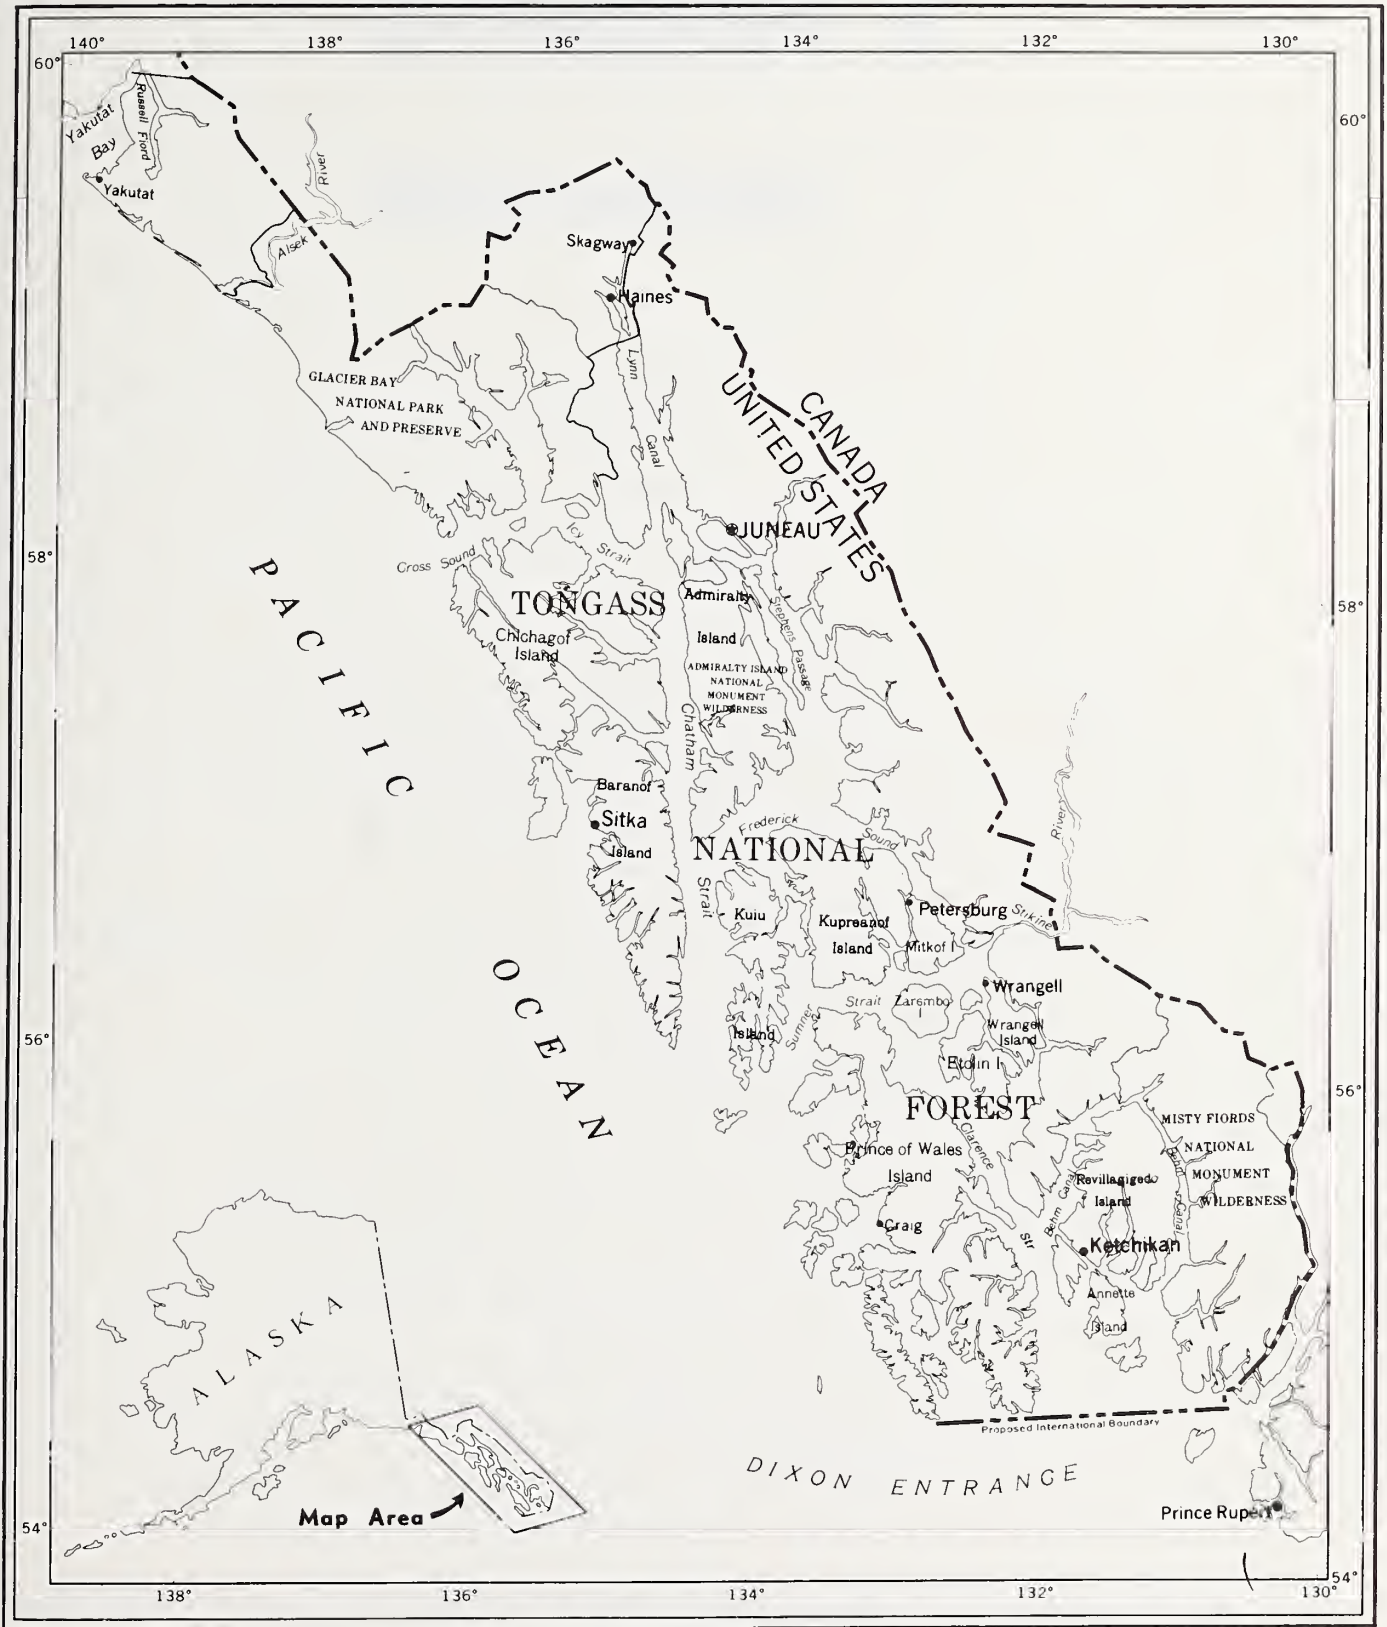 140°
138°
136°
134°
132°
130°
60°
60°
Yakutat
Bay
Russell Fiord
Yakutat
River
Alsek
Skagway
Haines
Lynn
Canal
GLACIER BAY
NATIONAL PARK
AND PRESERVE
CANADA
UNITED STATES
JUNEAU
Icy Strait
Cross Sound
58°
58°
PACIFIC
OCEAN
TONGASS
NATIONAL
FOREST
Chichagof
Island
Admiralty
Island
ADMIRALTY ISLAND
NATIONAL
MONUMENT
WILDERNESS
Stephens Passage
Chatham
Strait
Baranof
Sitka
Island
Frederick
Sound
River
Stikine
Kuiu
Island
Kupreanof
Island
Petersburg
Mitkof I
Wrangell
Sumner
Strait
Zarembo
I
Wrangell
Island
Etolin I
56°
56°
Clarence
Str
Prince of Wales
Island
Craig
Behm Canal
Revillagigedo
Island
Behm
Canal
MISTY FIORDS
NATIONAL
MONUMENT
WILDERNESS
Ketchikan
Annette
Island
Proposed International Boundary
DIXON ENTRANCE
Prince Rupert
ALASKA
Map Area
54°
54°
138°
136°
134°
132°
130°